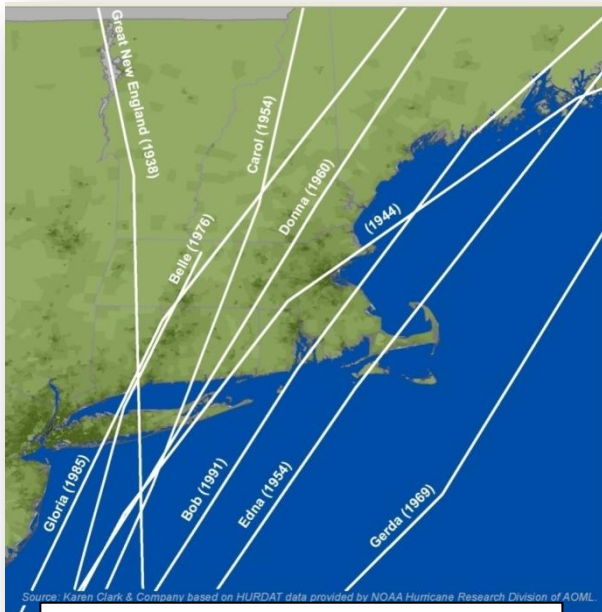 Great New England (1938)
Carol (1954)
Donna (1960)
Belle (1976)
(1944)
Gloria (1985)
Bob (1991)
Edna (1954)
Gerda (1969)
Source: Karen Clark & Company based on HURDAT data provided by NOAA Hurricane Research Division of AOML.